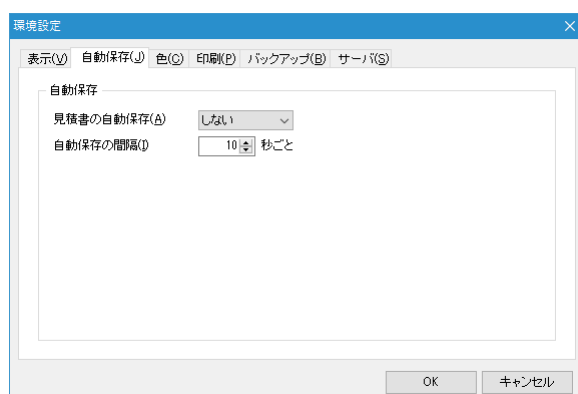 環境設定
表示(V) 自動保存(J) 色(C) 印刷(P) バックアップ(B) サーバ(S)
自動保存
見積書の自動保存(A) しない
自動保存の間隔(I) 10 秒ごと
OK キャンセル